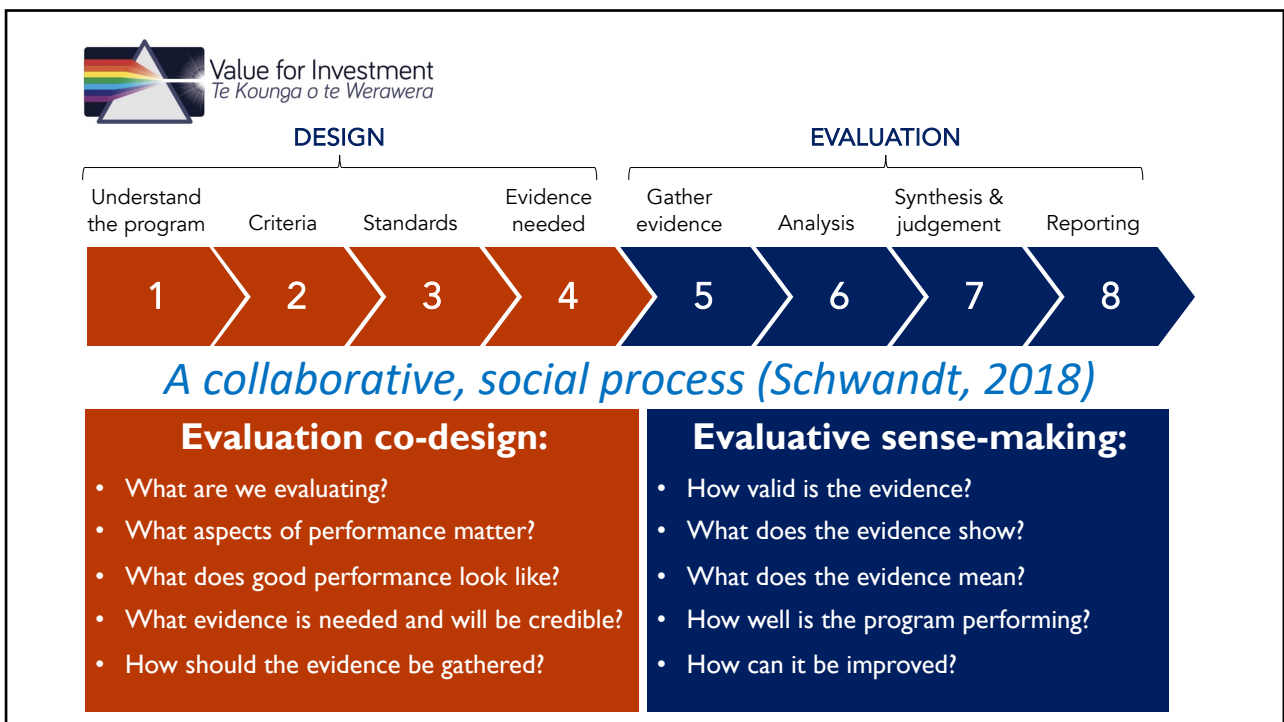 Value for Investment
Te Kounga o te Werawera
DESIGN
EVALUATION
Understand
the program
Criteria
Standards
Evidence
needed
Gather
evidence
Analysis
Synthesis &
judgement
Reporting
1
2
3
4
5
6
7
8
A collaborative, social process (Schwandt, 2018)
Evaluation co-design:
• What are we evaluating?
• What aspects of performance matter?
• What does good performance look like?
• What evidence is needed and will be credible?
• How should the evidence be gathered?
Evaluative sense-making:
• How valid is the evidence?
• What does the evidence show?
• What does the evidence mean?
• How well is the program performing?
• How can it be improved?